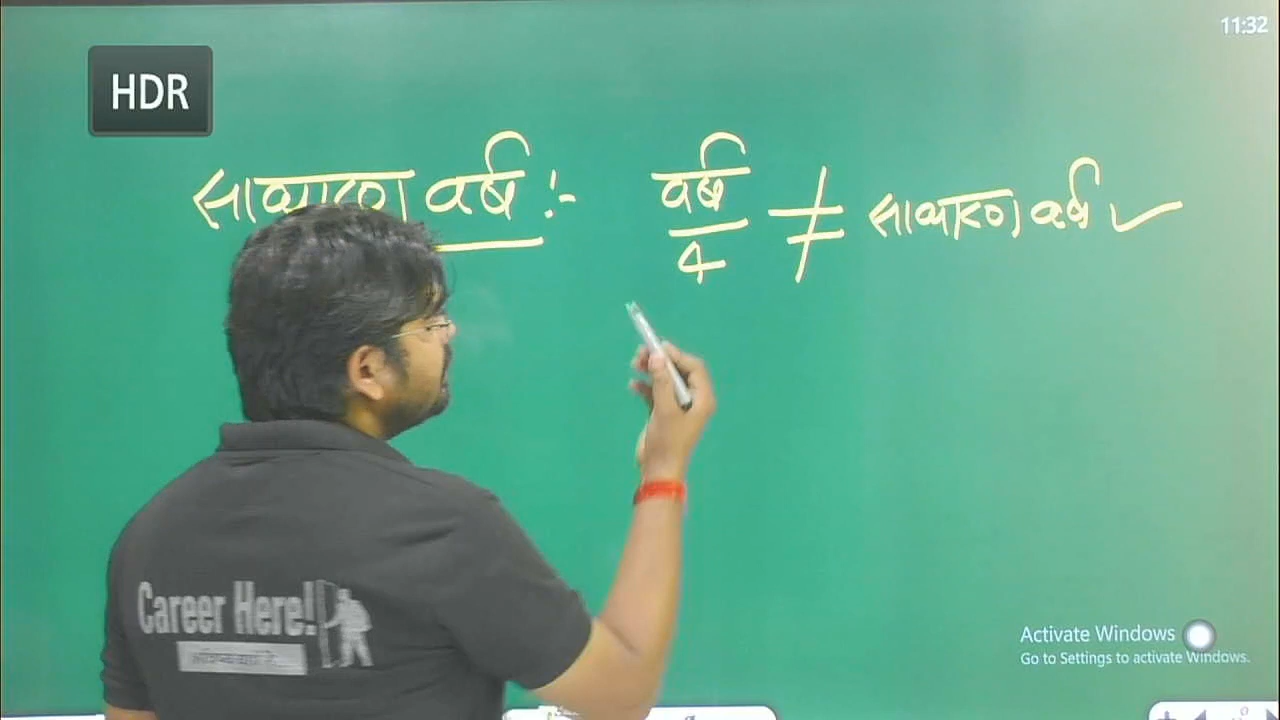 11:32
HDR
साधारण वर्ष :- वर्ष/4 ≠ साधारण वर्ष ✓
Career Here!
Activate Windows
Go to Settings to activate Windows.